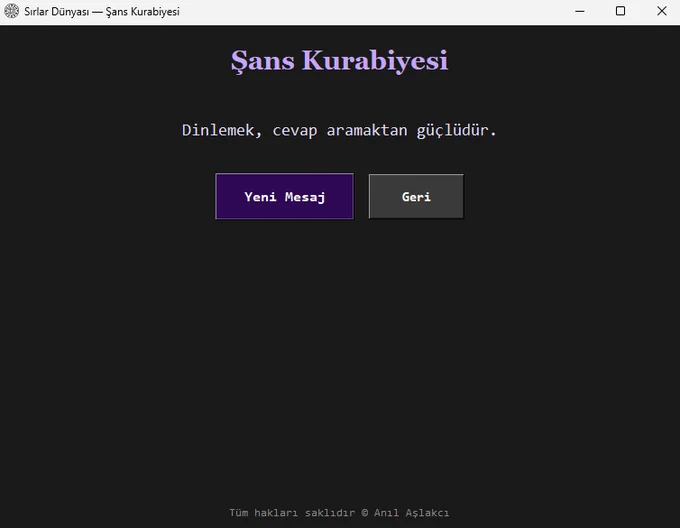 Sırlar Dünyası — Şans Kurabiyesi
Şans Kurabiyesi
Dinlemek, cevap aramaktan güçlüdür.
Yeni Mesaj
Geri
Tüm hakları saklıdır © Anıl Aşlakcı